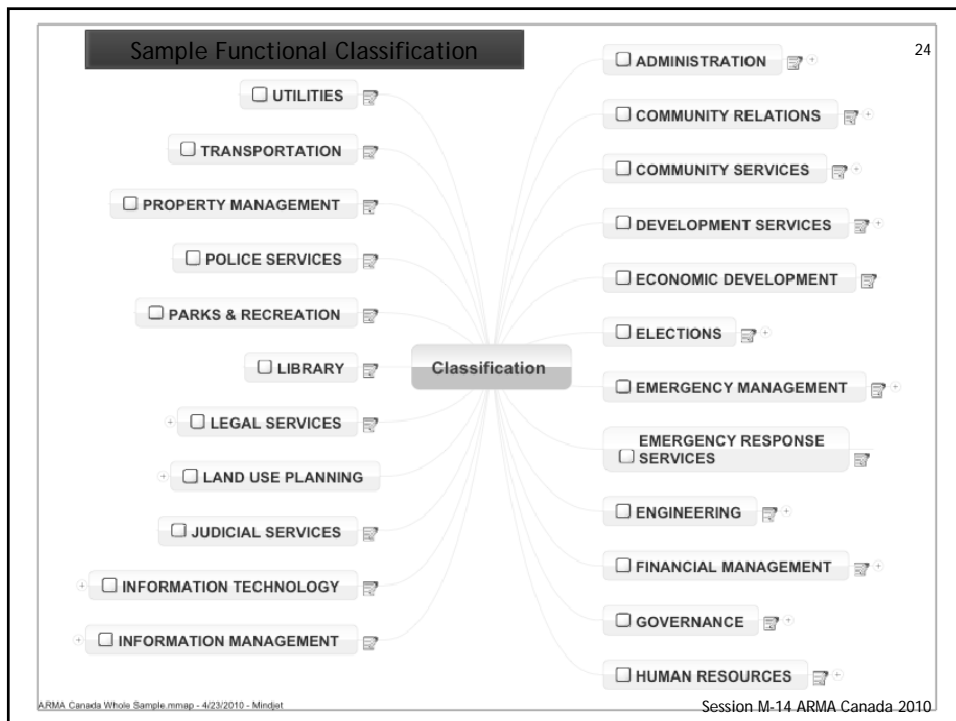 Sample Functional Classification
24
ADMINISTRATION
COMMUNITY RELATIONS
COMMUNITY SERVICES
DEVELOPMENT SERVICES
ECONOMIC DEVELOPMENT
ELECTIONS
EMERGENCY MANAGEMENT
EMERGENCY RESPONSE
SERVICES
ENGINEERING
FINANCIAL MANAGEMENT
GOVERNANCE
HUMAN RESOURCES
Classification
UTILITIES
TRANSPORTATION
PROPERTY MANAGEMENT
POLICE SERVICES
PARKS & RECREATION
LIBRARY
LEGAL SERVICES
LAND USE PLANNING
JUDICIAL SERVICES
INFORMATION TECHNOLOGY
INFORMATION MANAGEMENT
ARMA Canada Whole Sample.mmap - 4/23/2010 - Mindjet
Session M-14 ARMA Canada 2010